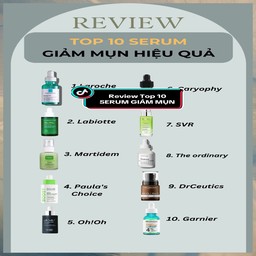 REVIEW
TOP 10 SERUM
GIẢM MỤN HIỆU QUẢ
1. Laroche
Caryophy
Review Top 10
SERUM GIẢM MỤN
2. Labiotte
7. SVR
3. Martidem
8. The ordinary
4. Paula's
Choice
9. DrCeutics
5. Oh!Oh
10. Garnier